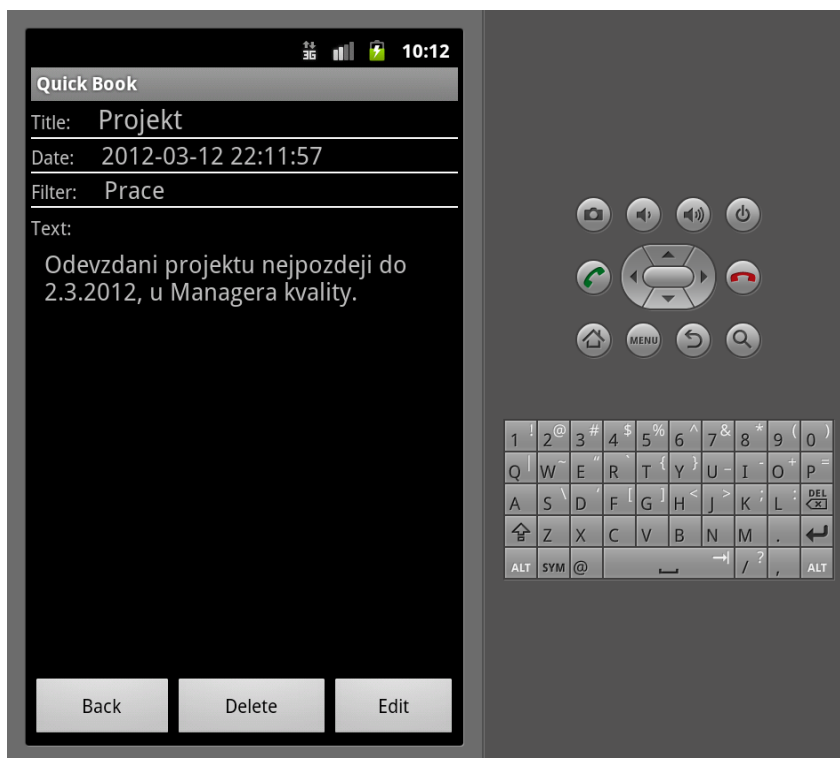 3G 10:12
Quick Book
Title: Projekt
Date: 2012-03-12 22:11:57
Filter: Prace
Text:
Odevzdani projektu nejpozdeji do
2.3.2012, u Managera kvality.
Back Delete Edit
MENU
1 ! 2 @ 3 # 4 $ 5 % 6 ^ 7 & 8 * 9 ( 0 )
Q | W ~ E " R ` T { Y } U _ I - O + P =
A S \ D ' F [ G ] H < J > K ; L : DEL
Z X C V B N M .
ALT SYM @ / ? , ALT